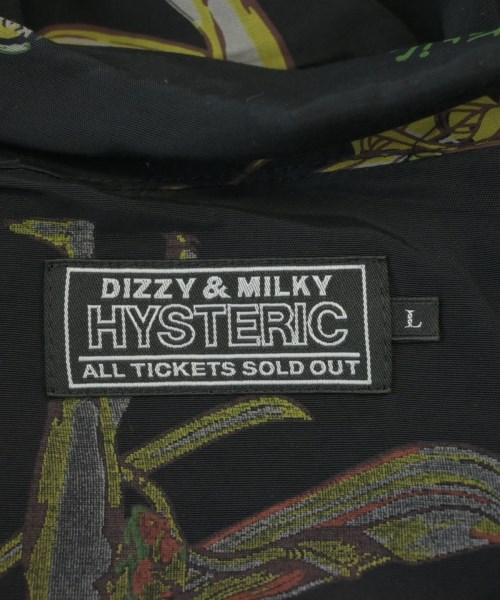 DIZZY & MILKY
HYSTERIC
ALL TICKETS SOLD OUT
L